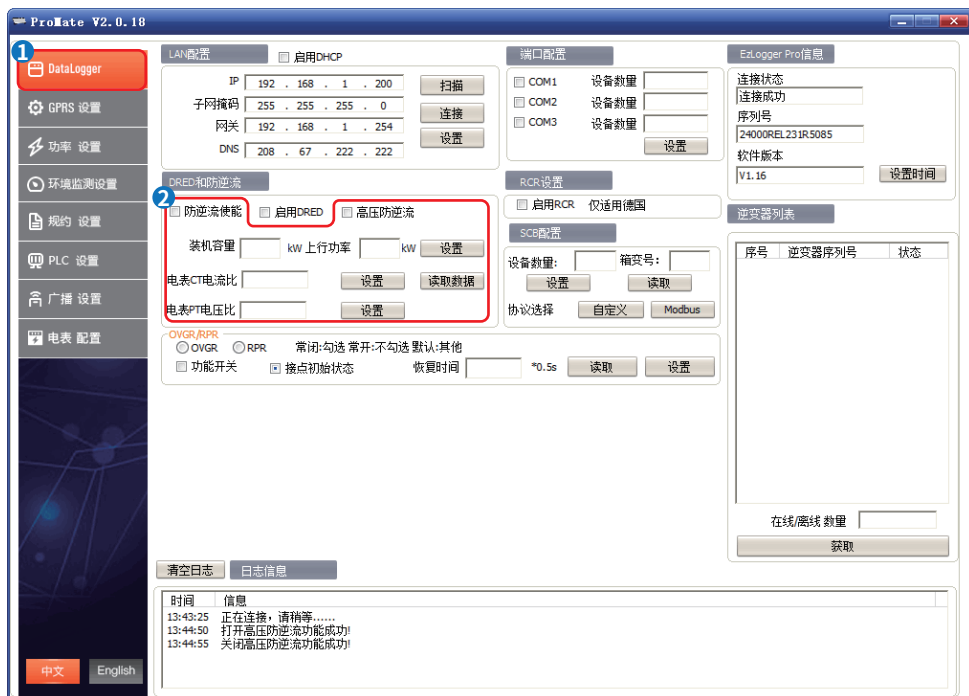 ProMate V2.0.18
1
DataLogger
GPRS 设置
功率 设置
环境监测设置
规约 设置
PLC 设置
广播 设置
电表 配置
中文 English
LAN配置 启用DHCP
IP 192 . 168 . 1 . 200 扫描
子网掩码 255 . 255 . 255 . 0 连接
网关 192 . 168 . 1 . 254 设置
DNS 208 . 67 . 222 . 222
端口配置
COM1 设备数量
COM2 设备数量
COM3 设备数量
设置
EzLogger Pro信息
连接状态
连接成功
序列号
24000REL231R5085
软件版本
V1.16 设置时间
DRED和防逆流
2
防逆流使能 启用DRED 高压防逆流
装机容量 kW 上行功率 kW 设置
电表CT电流比 设置 读取数据
电表PT电压比 设置
RCR设置
启用RCR 仅适用德国
SCB配置
设备数量: 箱变号:
设置 读取
协议选择 自定义 Modbus
逆变器列表
序号 逆变器序列号 状态
在线/离线 数量
获取
OVGR/RPR
OVGR RPR 常闭:勾选 常开:不勾选 默认:其他
功能开关 接点初始状态 恢复时间 *0.5s 读取 设置
清空日志 日志信息
时间 信息
13:43:25 正在连接，请稍等......
13:44:50 打开高压防逆流功能成功!
13:44:55 关闭高压防逆流功能成功!